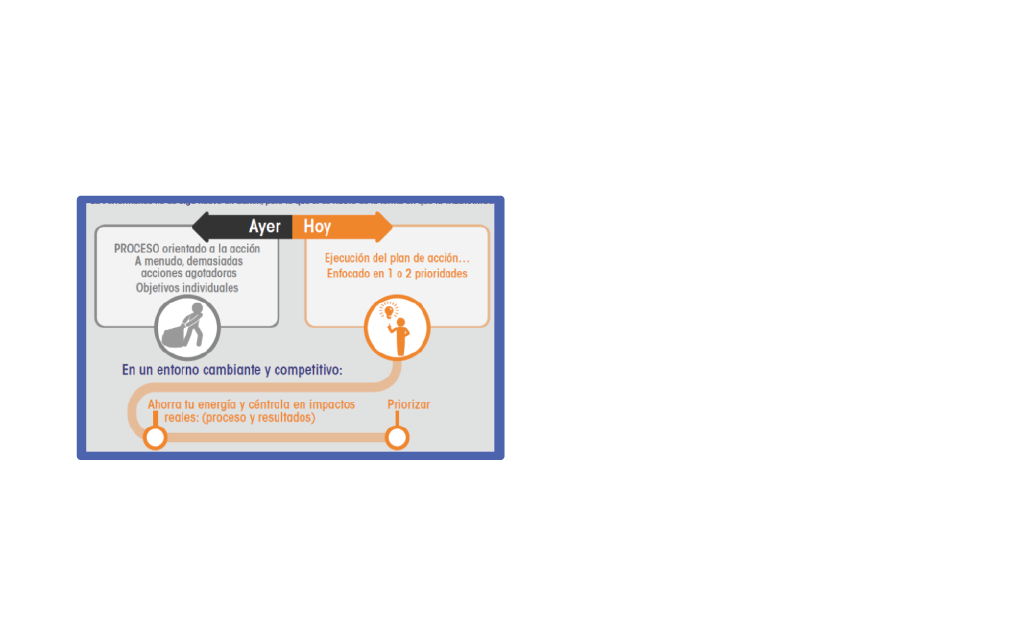 Ayer Hoy
PROCESO orientado a la acción
A menudo, demasiadas
acciones agotadoras
Objetivos individuales
Ejecución del plan de acción...
Enfocado en 1 o 2 prioridades
En un entorno cambiante y competitivo:
Ahorra tu energía y céntrala en impactos
reales: (proceso y resultados)
Priorizar